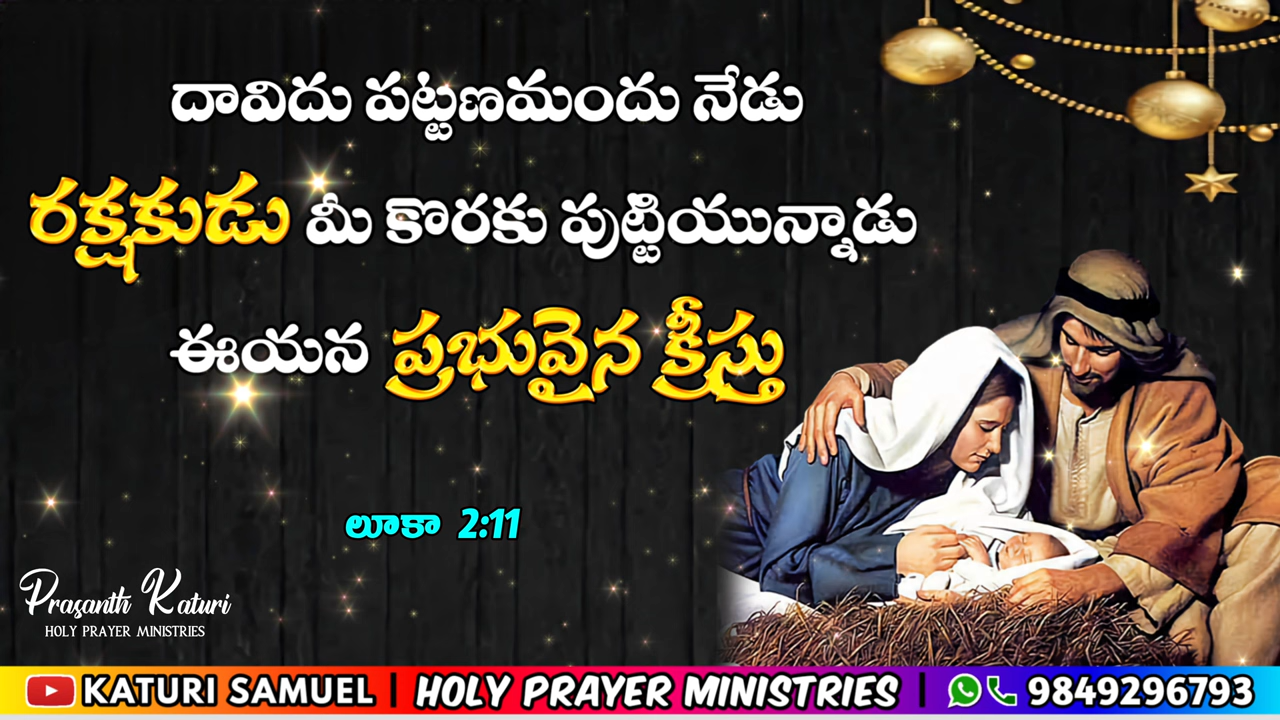 దావిదు పట్టణమందు నేడు
రక్షకుడు మీ కొరకు పుట్టియున్నాడు
ఈయన ప్రభువైన క్రీస్తు
లూకా 2:11
Prasanth Katuri
HOLY PRAYER MINISTRIES
KATURI SAMUEL | HOLY PRAYER MINISTRIES | 9849296793